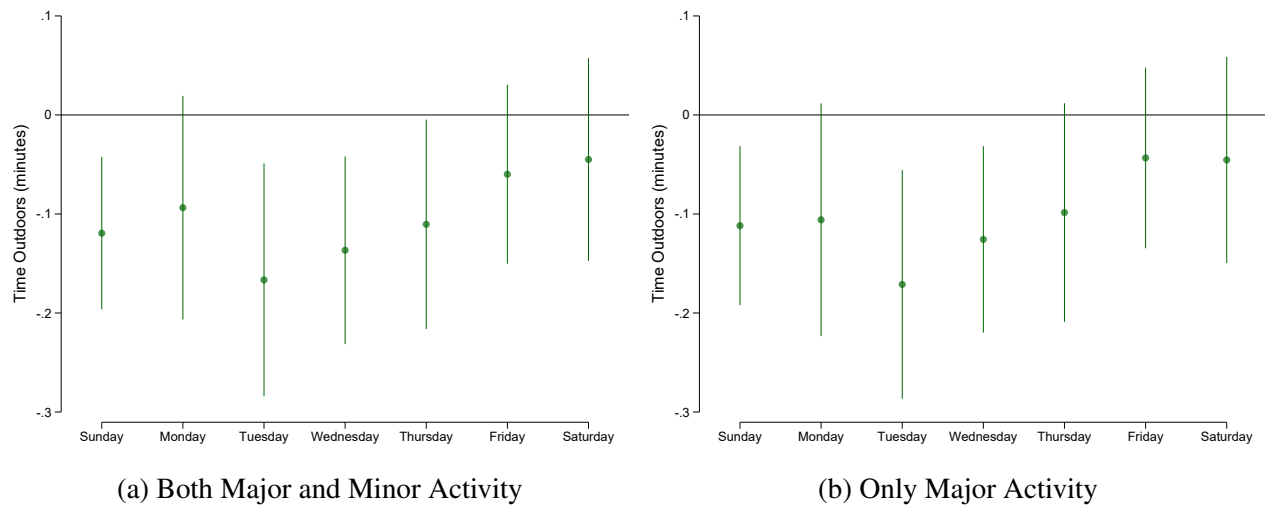 Time Outdoors (minutes)
.1
0
-.1
-.2
-.3
Sunday Monday Tuesday Wednesday Thursday Friday Saturday
(a) Both Major and Minor Activity
Time Outdoors (minutes)
.1
0
-.1
-.2
-.3
Sunday Monday Tuesday Wednesday Thursday Friday Saturday
(b) Only Major Activity